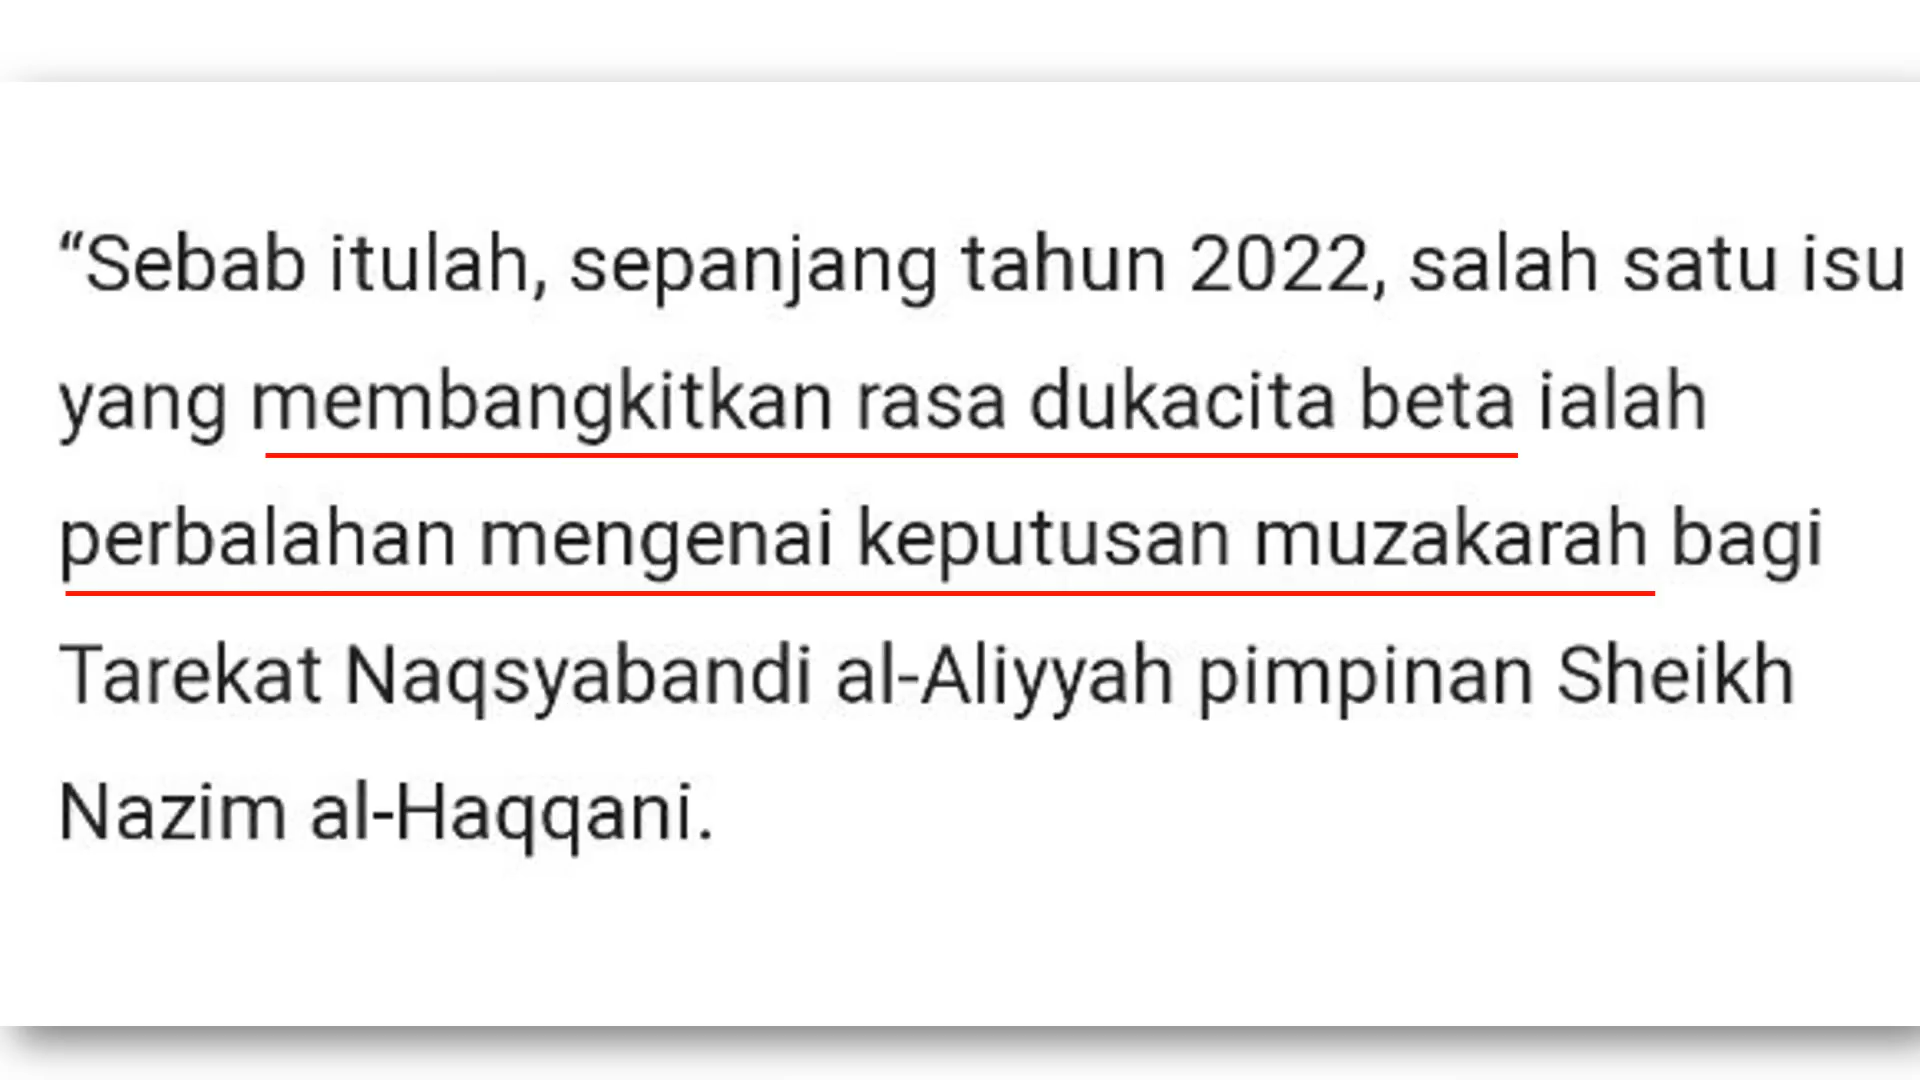 “Sebab itulah, sepanjang tahun 2022, salah satu isu
yang membangkitkan rasa dukacita beta ialah
perbalahan mengenai keputusan muzakarah bagi
Tarekat Naqsyabandi al-Aliyyah pimpinan Sheikh
Nazim al-Haqqani.